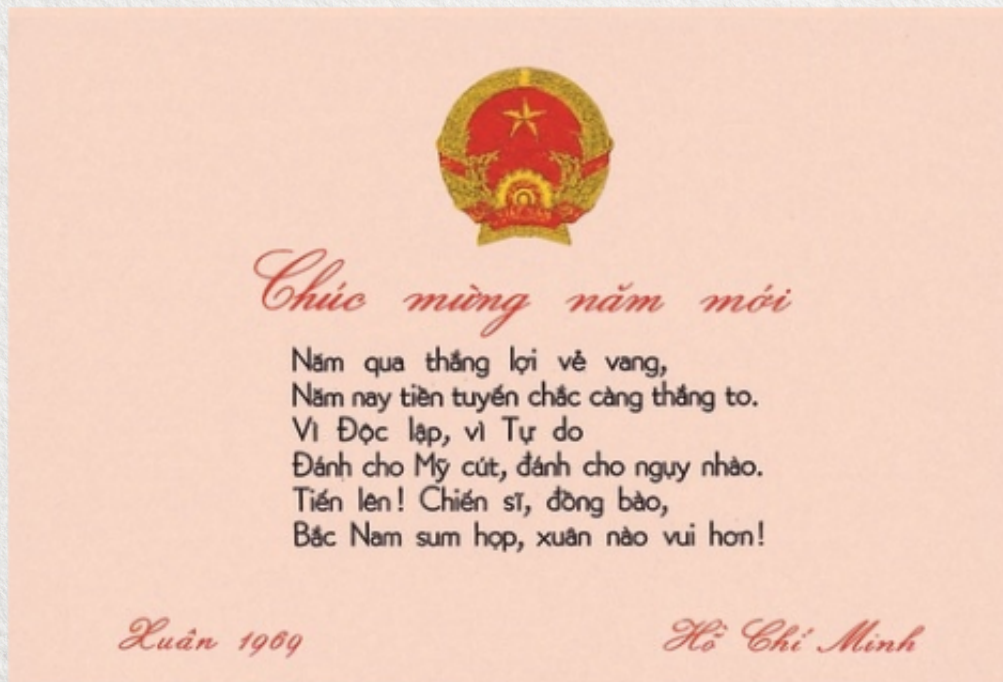 Chúc mừng năm mới
Năm qua thắng lợi vẻ vang,
Năm nay tiền tuyến chắc càng thắng to.
Vì Độc lập, vì Tự do
Đánh cho Mỹ cút, đánh cho ngụy nhào.
Tiến lên! Chiến sĩ, đồng bào,
Bắc Nam sum họp, xuân nào vui hơn!
Xuân 1969
Hồ Chí Minh